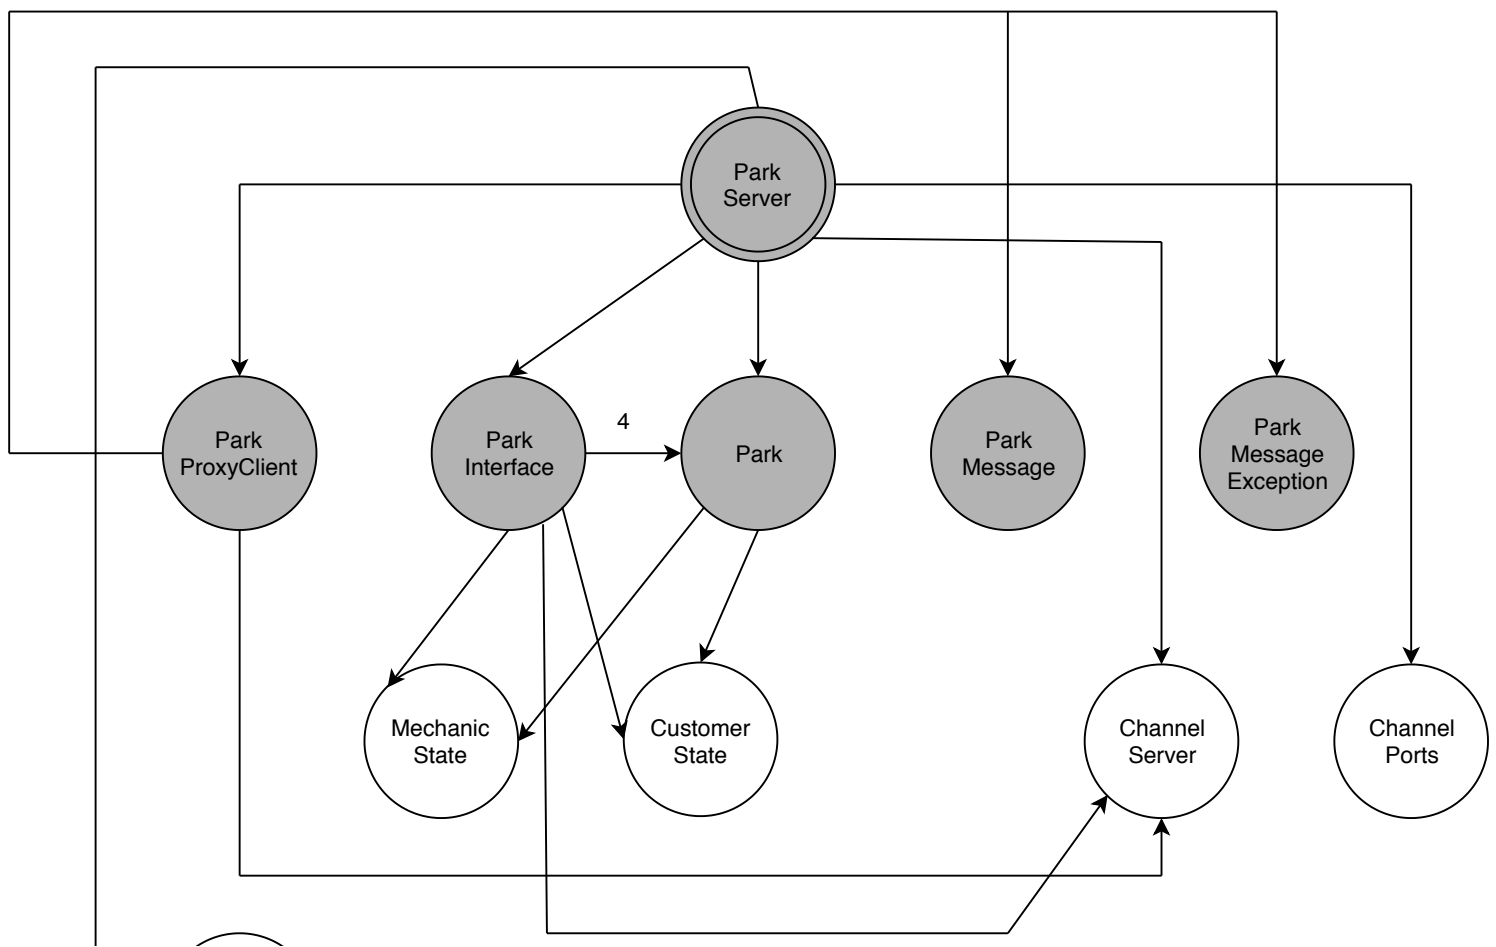 Park
Server
4
Park
ProxyClient
Park
Interface
Park
Park
Message
Park
Message
Exception
Mechanic
State
Customer
State
Channel
Server
Channel
Ports